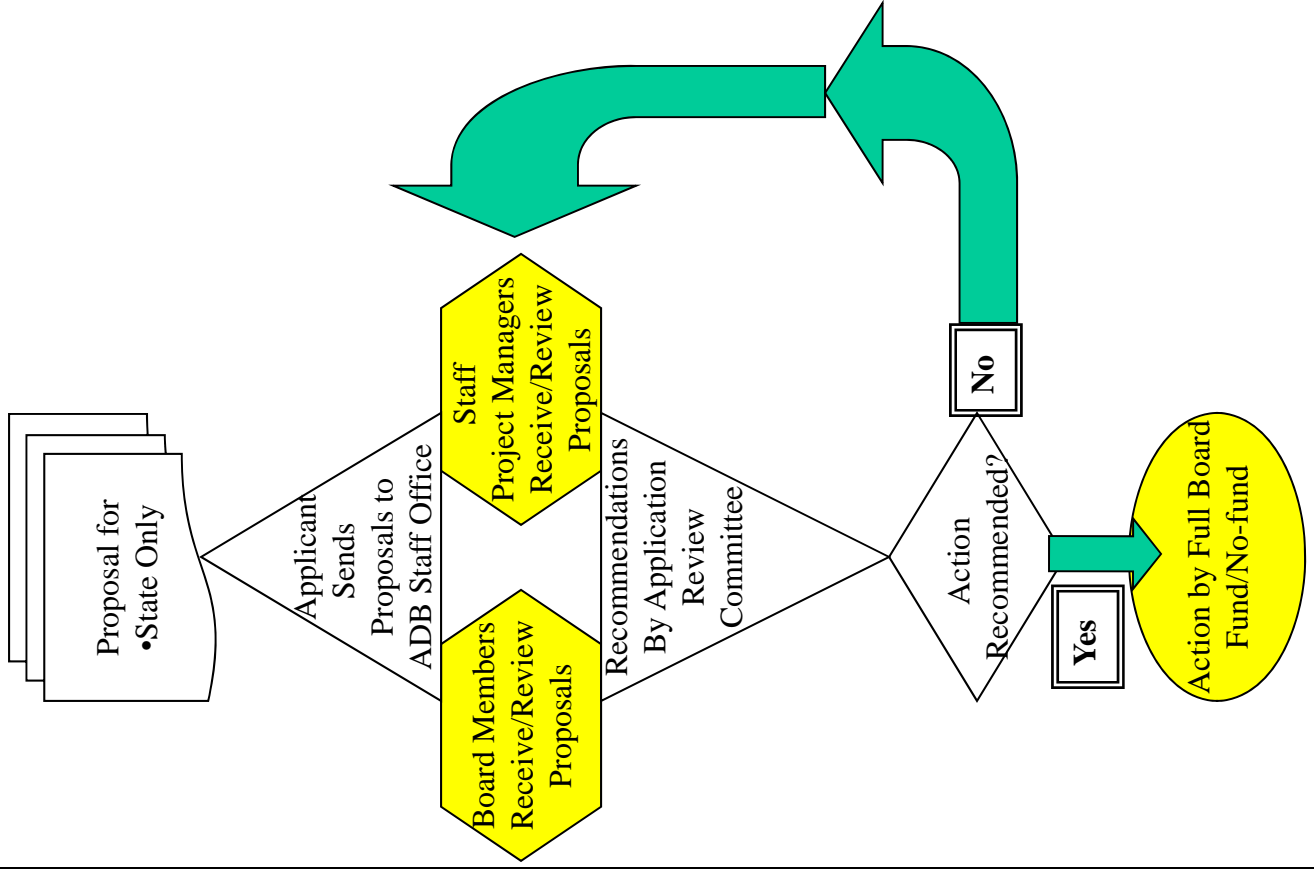 Proposal for
•State Only
Applicant
Sends
Proposals to
ADB Staff Office
Board Members
Receive/Review
Proposals
Staff
Project Managers
Receive/Review
Proposals
Recommendations
By Application
Review
Committee
Action
Recommended?
No
Yes
Action by Full Board
Fund/No-fund